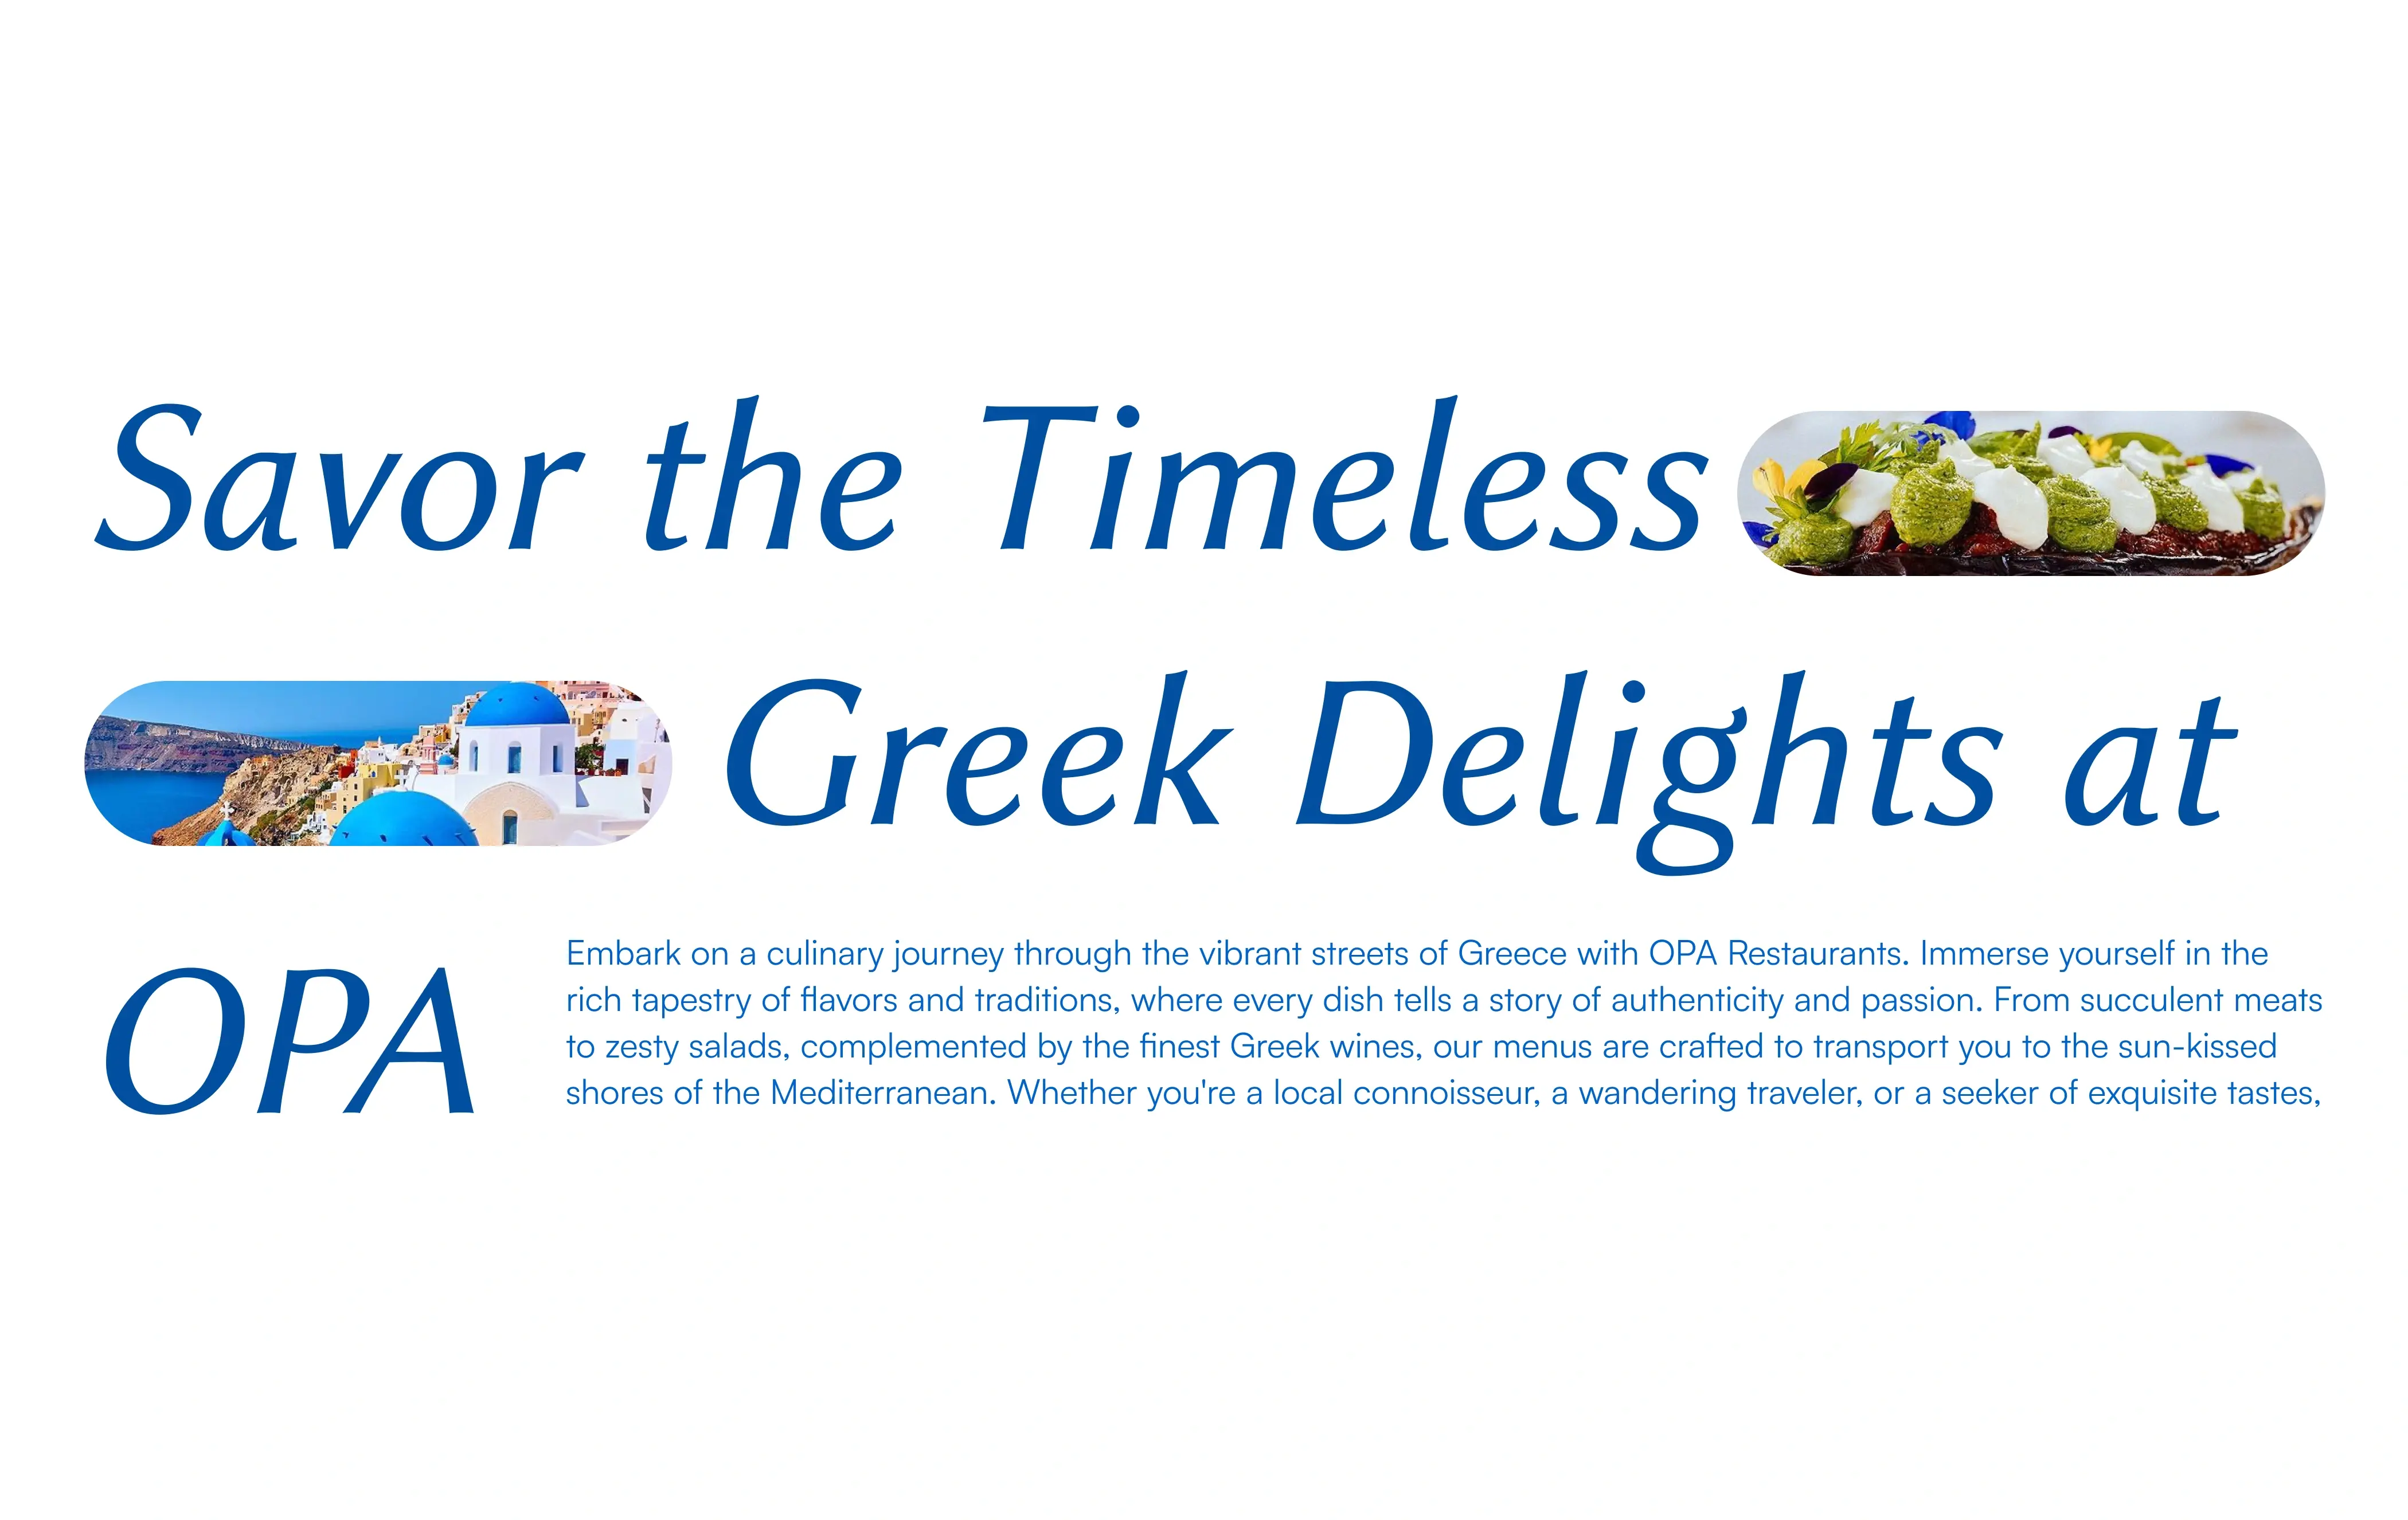 Savor the Timeless
Greek Delights at
OPA
Embark on a culinary journey through the vibrant streets of Greece with OPA Restaurants. Immerse yourself in the
rich tapestry of flavors and traditions, where every dish tells a story of authenticity and passion. From succulent meats
to zesty salads, complemented by the finest Greek wines, our menus are crafted to transport you to the sun-kissed
shores of the Mediterranean. Whether you're a local connoisseur, a wandering traveler, or a seeker of exquisite tastes,